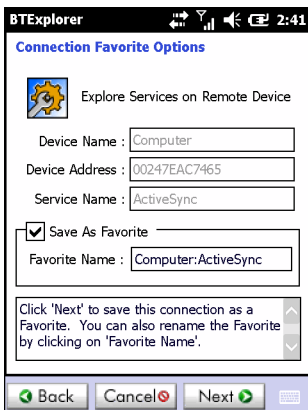 BTExplorer 2:41
Connection Favorite Options
Explore Services on Remote Device
Device Name : Computer
Device Address : 00247EAC7465
Service Name : ActiveSync
Save As Favorite
Favorite Name : Computer:ActiveSync
Click 'Next' to save this connection as a
Favorite. You can also rename the Favorite
by clicking on 'Favorite Name'.
Back Cancel Next